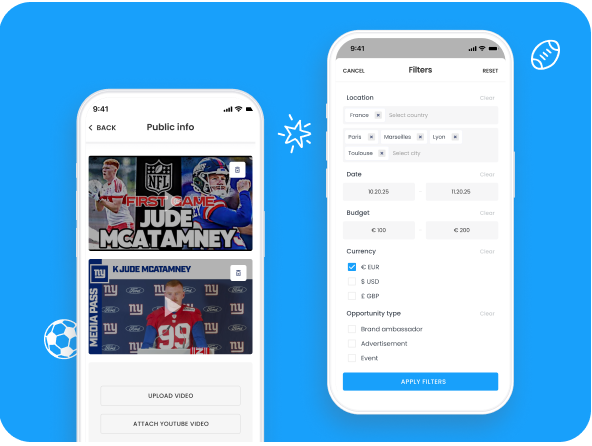 9:41
BACK
Public info
NFL
FIRST GAME
JUDE
MCATAMNEY
ny
K JUDE MCATAMNEY
MEDIA PASS
ny
Ford
99
UPLOAD VIDEO
ATTACH YOUTUBE VIDEO
9:41
CANCEL
Filters
RESET
Location
Clear
France
Select country
Paris
Marseilles
Lyon
Toulouse
Select city
Date
Clear
10.20.25
-
11.20.25
Budget
Clear
€ 100
-
€ 200
Currency
Clear
€ EUR
$ USD
£ GBP
Opportunity type
Clear
Brand ambassador
Advertisement
Event
APPLY FILTERS